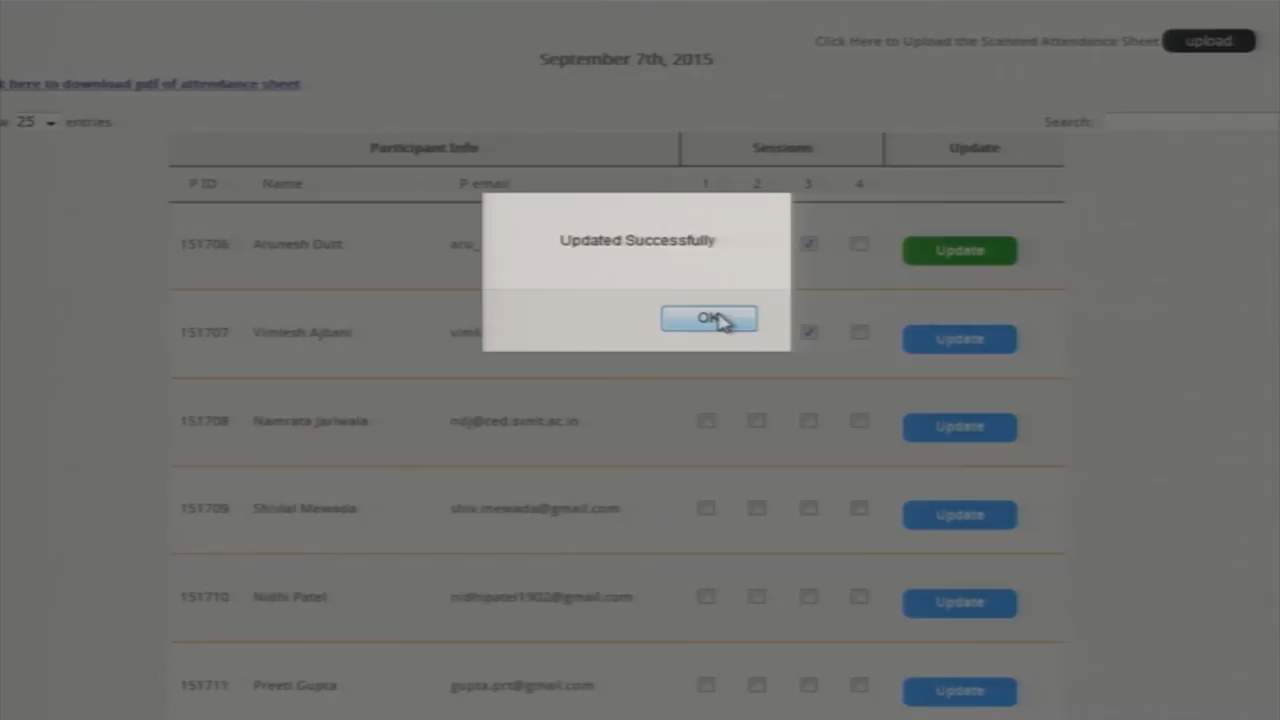 Click Here to Upload the Scanned Attendance Sheet upload
September 7th, 2015
here to download pdf of attendance sheet
25 entries
Search:
Participant Info Sessions Update
P ID Name P email 1 2 3 4
151706 Arunesh Dutt aru_ Update
151707 Vimlesh Ajbani Update
151708 Namrata Jariwala ndj@ced.svnit.ac.in Update
151709 Shivlal Mewada shiv.mewada@gmail.com Update
151710 Nidhi Patel nidhipatel1902@gmail.com Update
151711 Preeti Gupta gupta.prt@gmail.com Update
Updated Successfully
OK